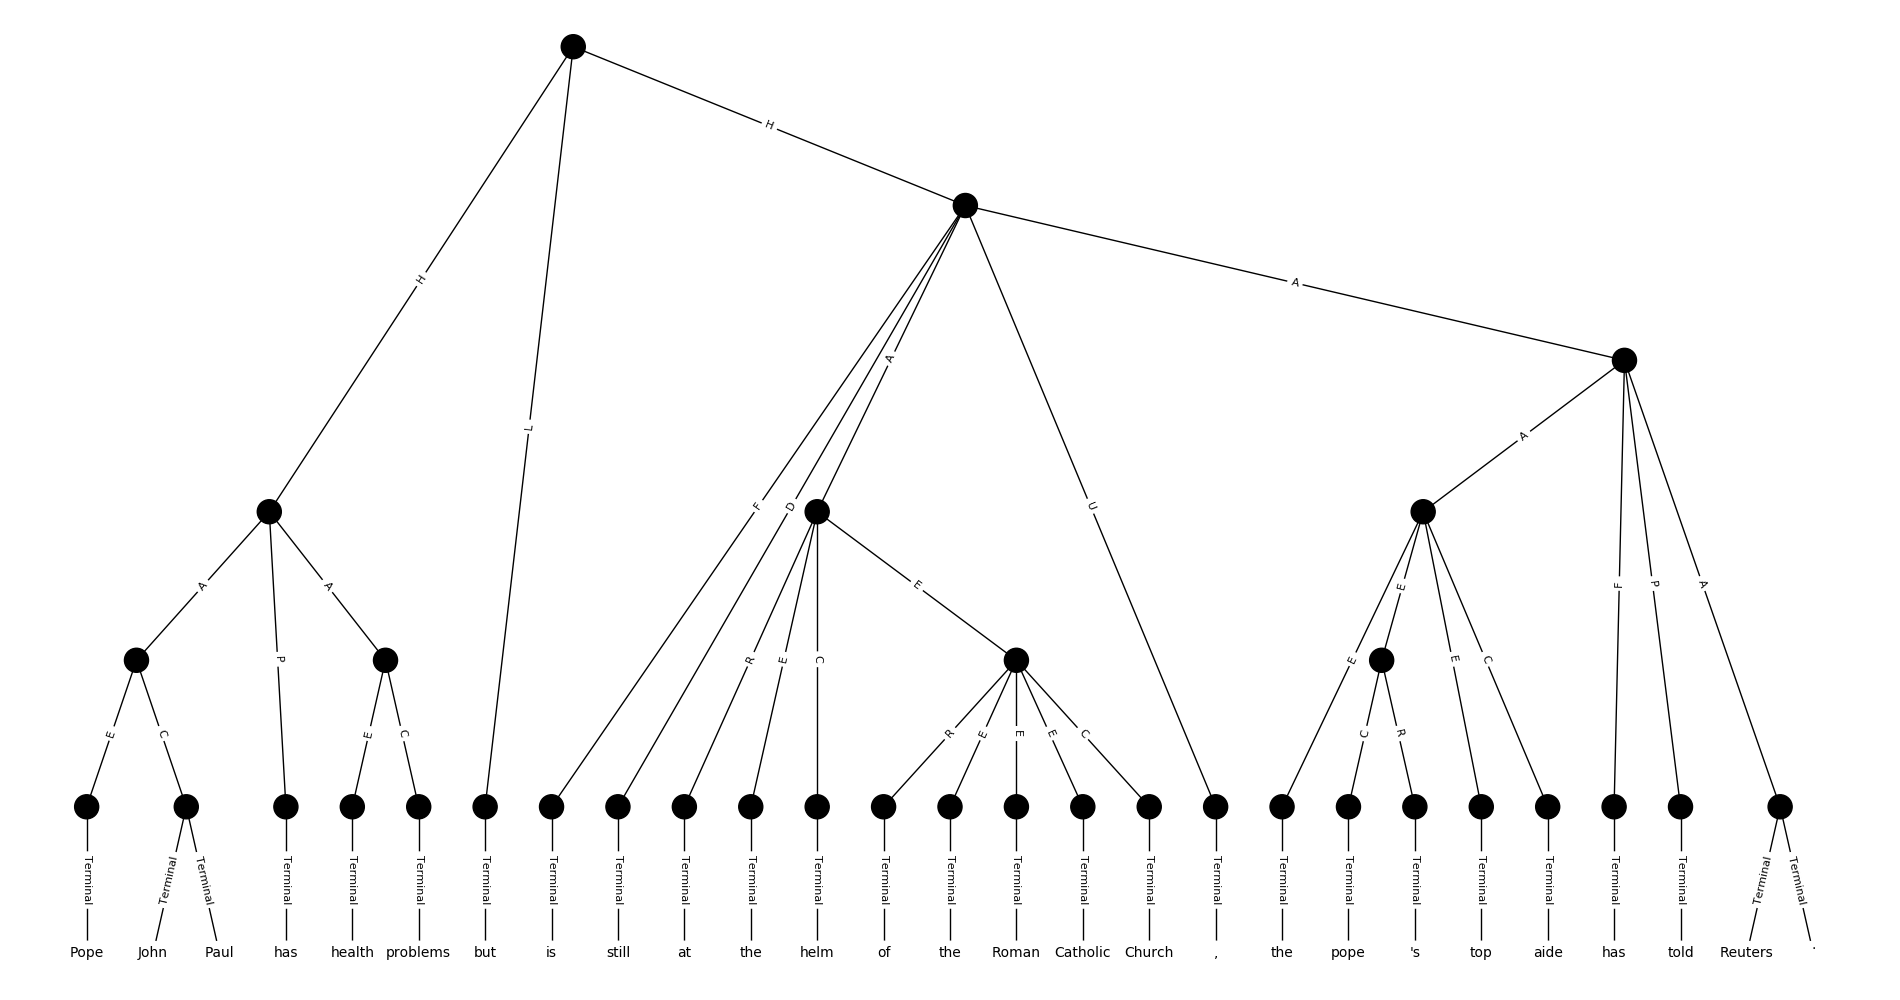 H
H
A
A
L
A
F
D
U
A
E
E
F
P
A
A
P
A
R
E
C
E
E
C
E
C
E
C
R
E
E
E
C
C
R
Terminal Terminal Terminal Terminal Terminal Terminal Terminal Terminal Terminal Terminal Terminal Terminal Terminal Terminal Terminal Terminal Terminal Terminal Terminal Terminal Terminal Terminal Terminal Terminal Terminal Terminal Terminal
Pope John Paul has health problems but is still at the helm of the Roman Catholic Church , the pope 's top aide has told Reuters .